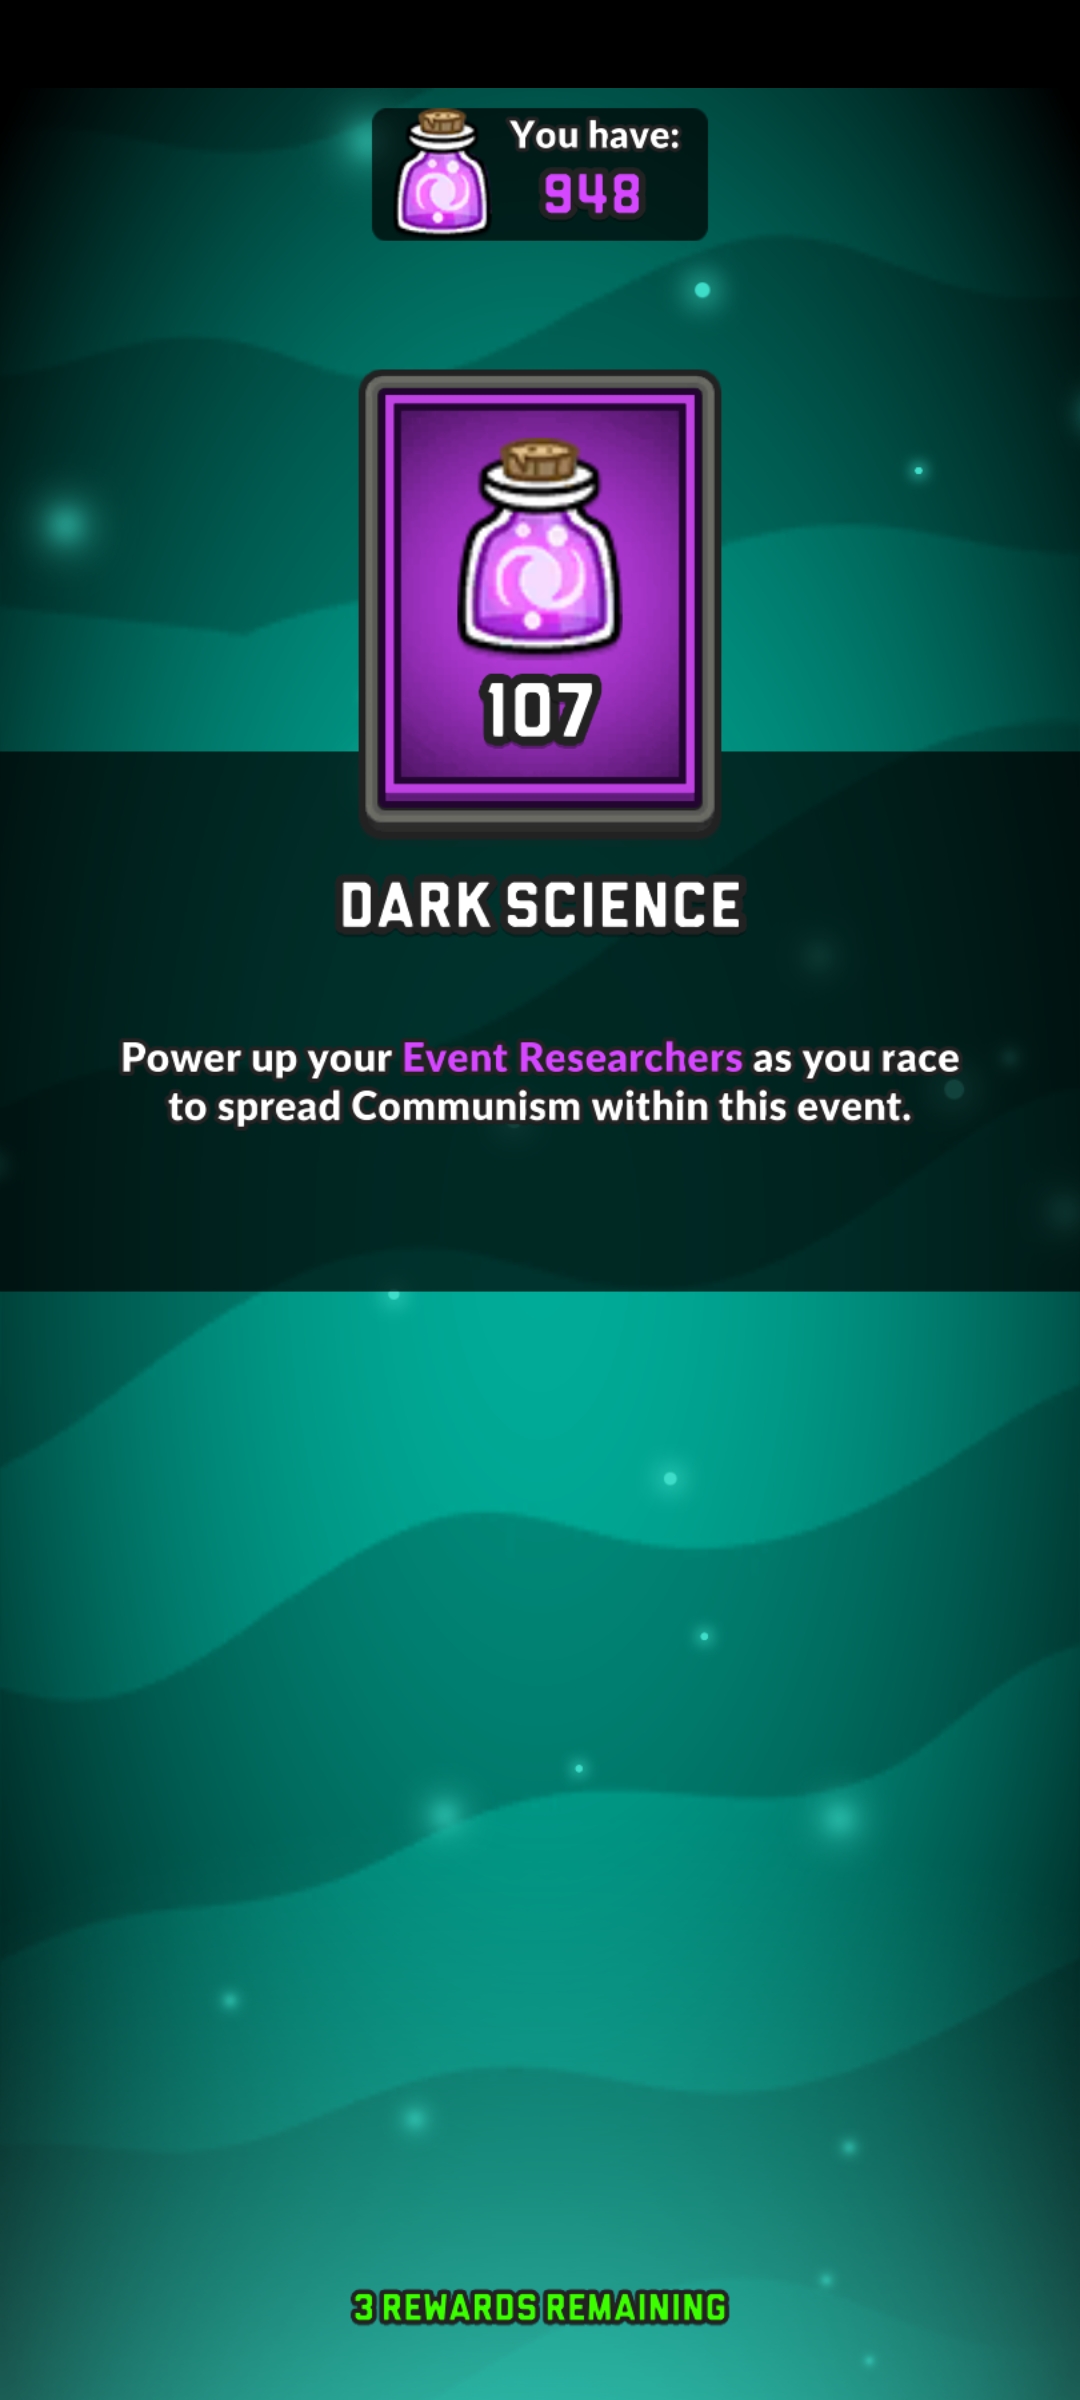 You have:
948
107
DARK SCIENCE
Power up your Event Researchers as you race
to spread Communism within this event.
3 REWARDS REMAINING